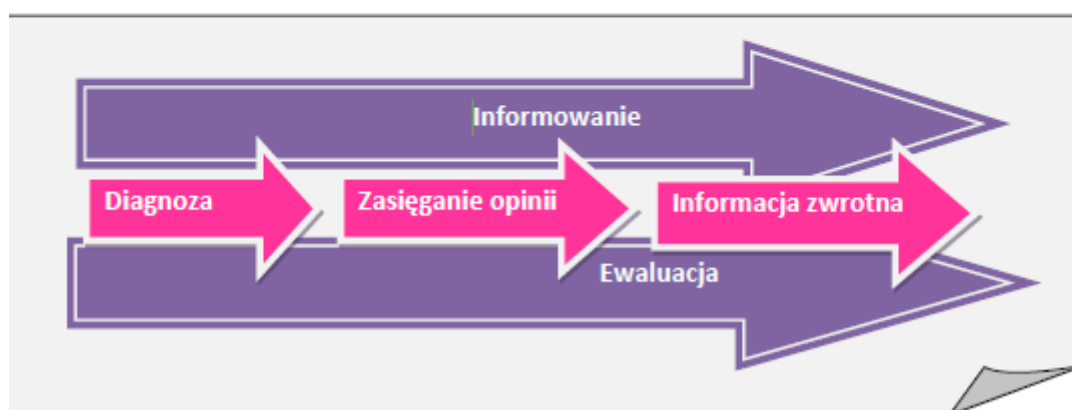 Informowanie
Diagnoza
Zasięganie opinii
Informacja zwrotna
Ewaluacja